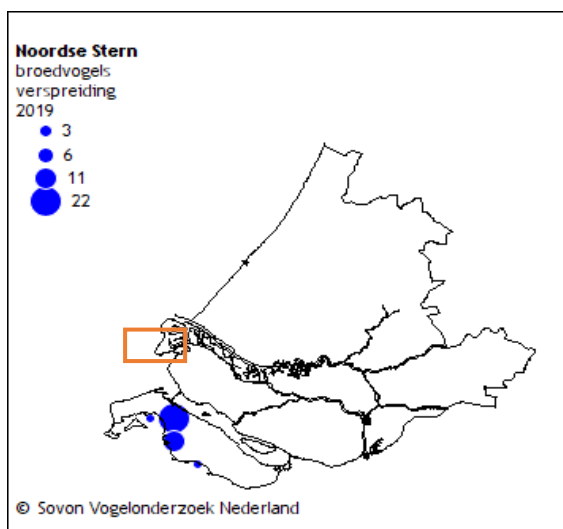 Noordse Stern
broedvogels
verspreiding
2019
3
6
11
22
© Sovon Vogelonderzoek Nederland